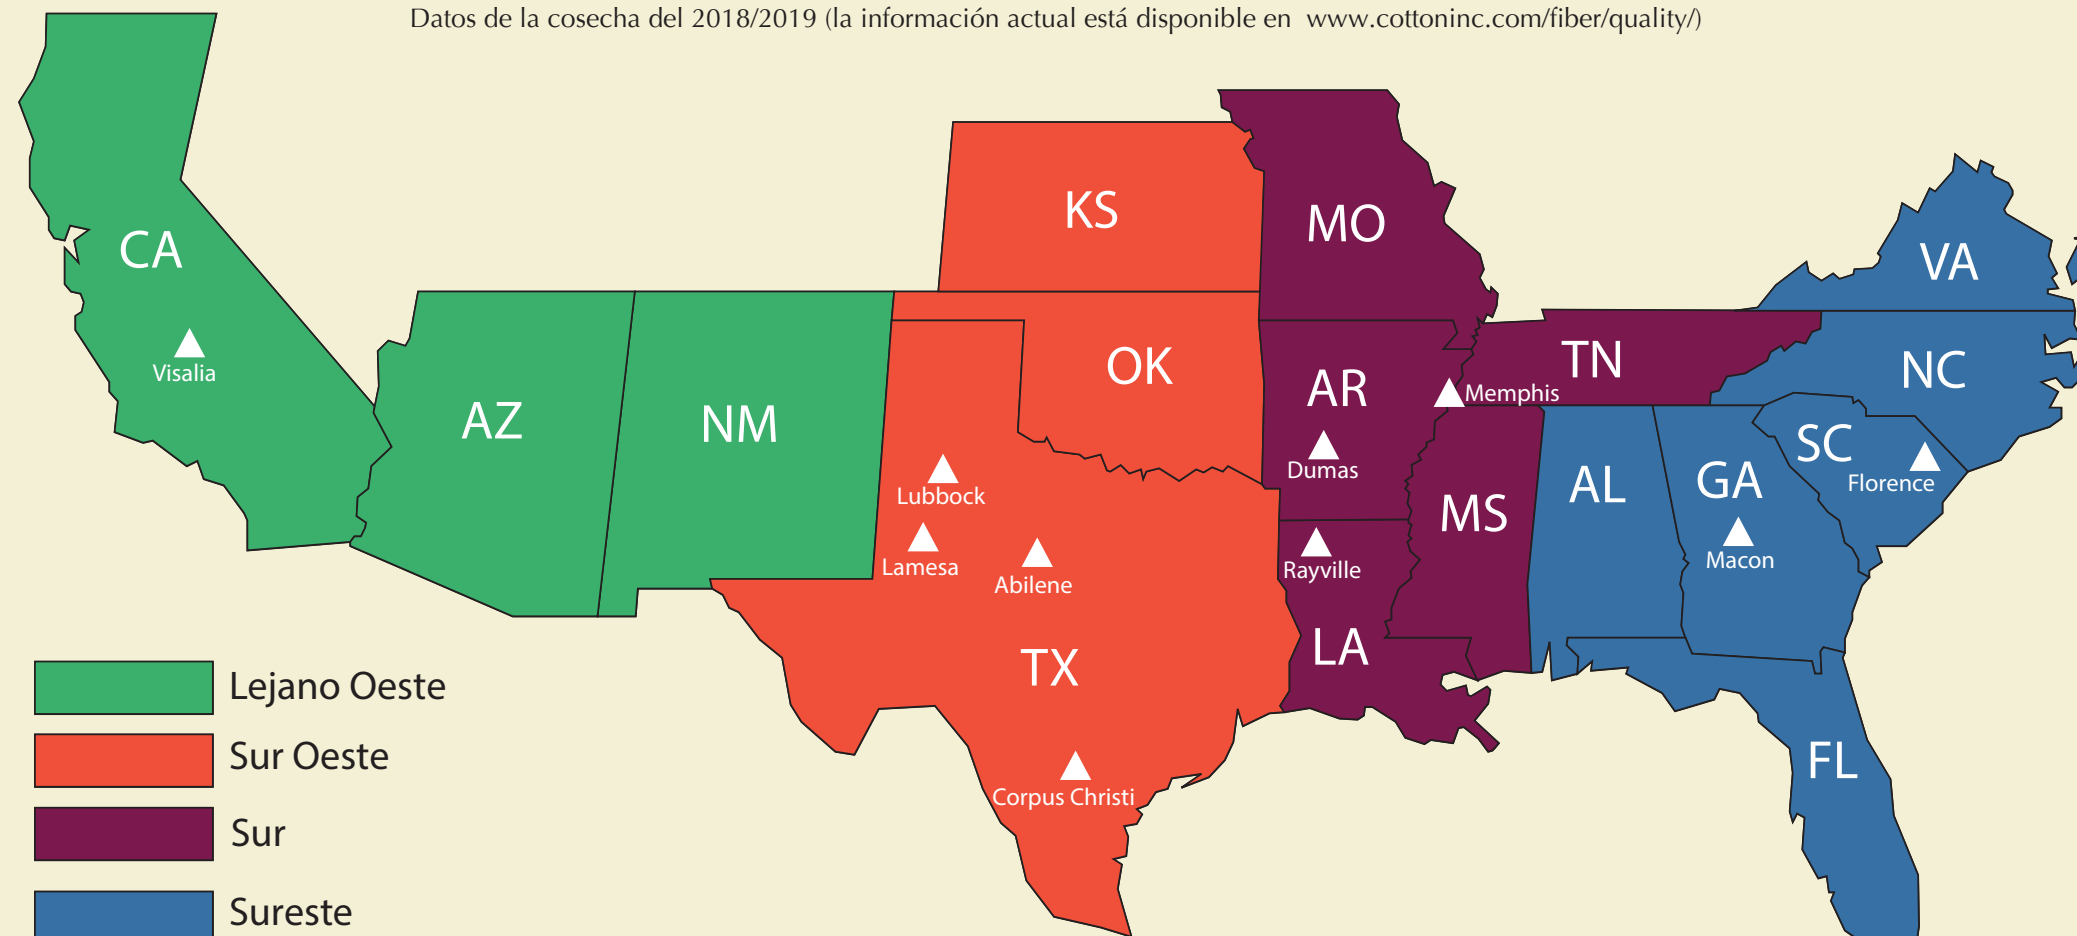 Datos de la cosecha del 2018/2019 (la información actual está disponible en www.cottoninc.com/fiber/quality/)
KS
MO
CA
VA
Visalia
OK
TN
NC
AR
Memphis
AZ
NM
SC
Lubbock
Dumas
AL
GA
Florence
MS
Lamesa
Abilene
Rayville
Macon
TX
LA
Lejano Oeste
Sur Oeste
FL
Corpus Christi
Sur
Sureste